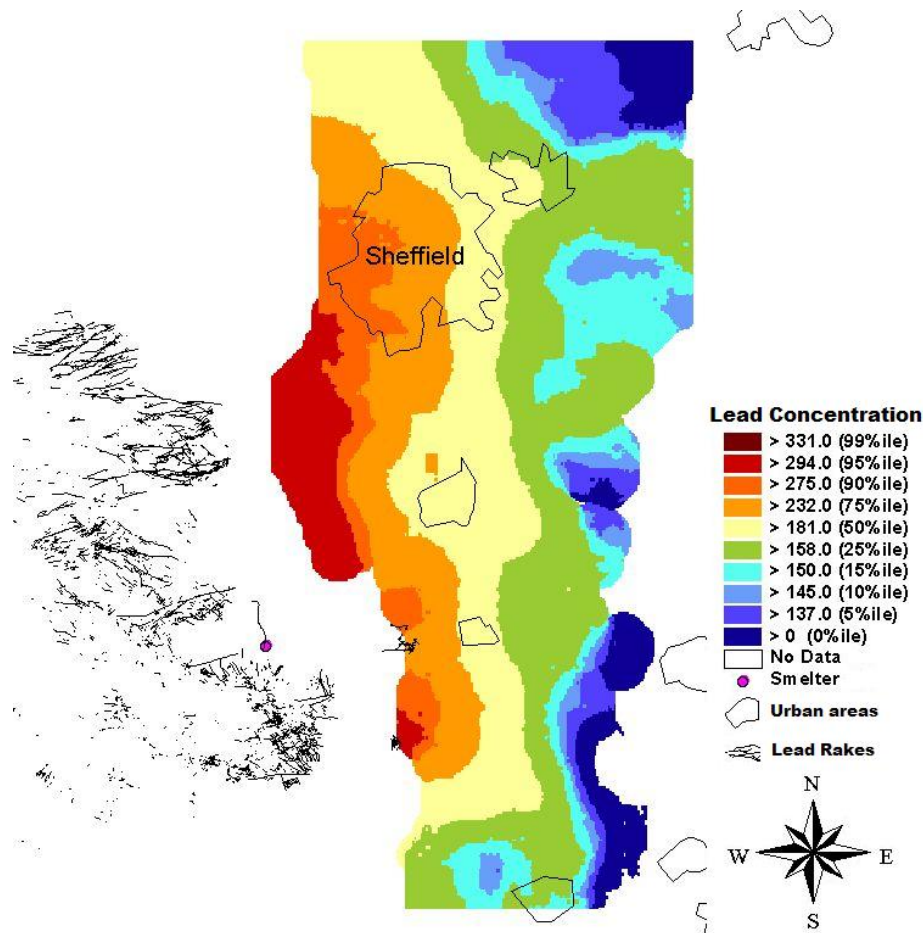 Sheffield
Lead Concentration
> 331.0 (99%ile)
> 294.0 (95%ile)
> 275.0 (90%ile)
> 232.0 (75%ile)
> 181.0 (50%ile)
> 158.0 (25%ile)
> 150.0 (15%ile)
> 145.0 (10%ile)
> 137.0 (5%ile)
> 0 (0%ile)
No Data
Smelter
Urban areas
Lead Rakes
N
W E
S